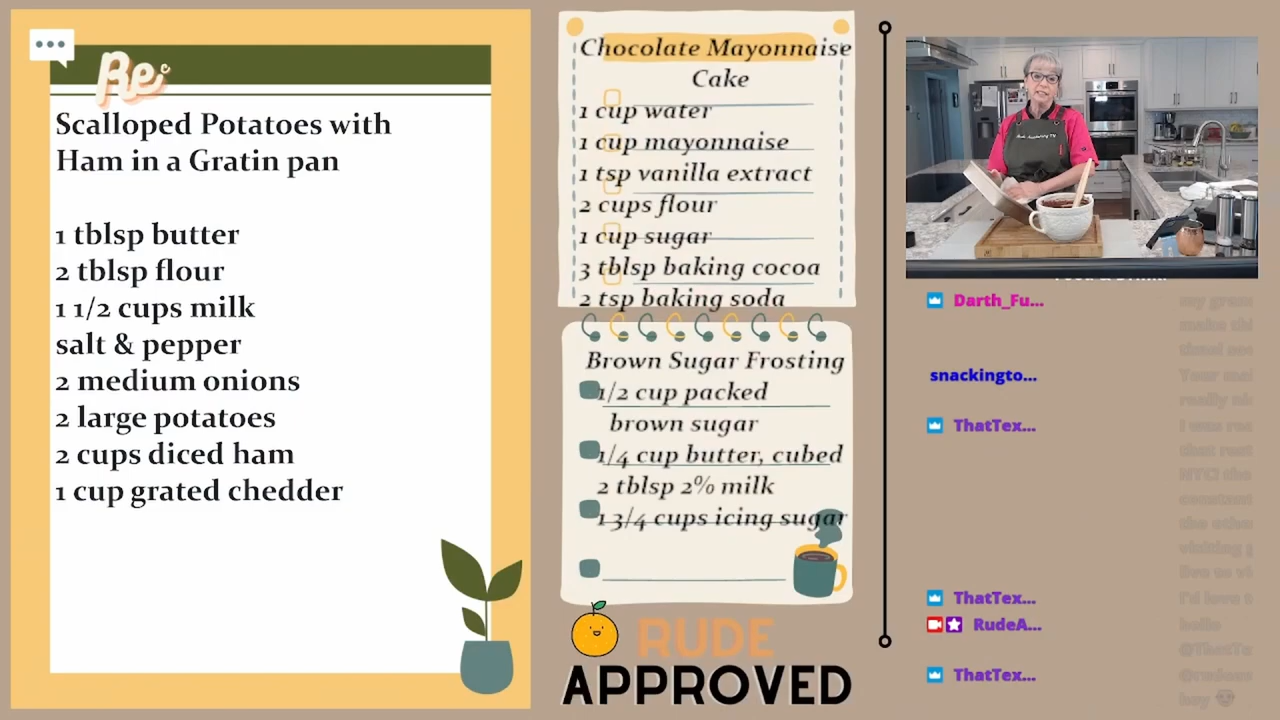 Re
Scalloped Potatoes with
Ham in a Gratin pan
1 tblsp butter
2 tblsp flour
1 1/2 cups milk
salt & pepper
2 medium onions
2 large potatoes
2 cups diced ham
1 cup grated chedder
Chocolate Mayonnaise
Cake
1 cup water
1 cup mayonnaise
1 tsp vanilla extract
2 cups flour
1 cup sugar
3 tblsp baking cocoa
2 tsp baking soda
Brown Sugar Frosting
1/2 cup packed
brown sugar
1/4 cup butter, cubed
2 tblsp 2% milk
1 3/4 cups icing sugar
RUDE
APPROVED
Darth_Fu...
snackingto...
ThatTex...
ThatTex...
RudeA...
ThatTex...
hello